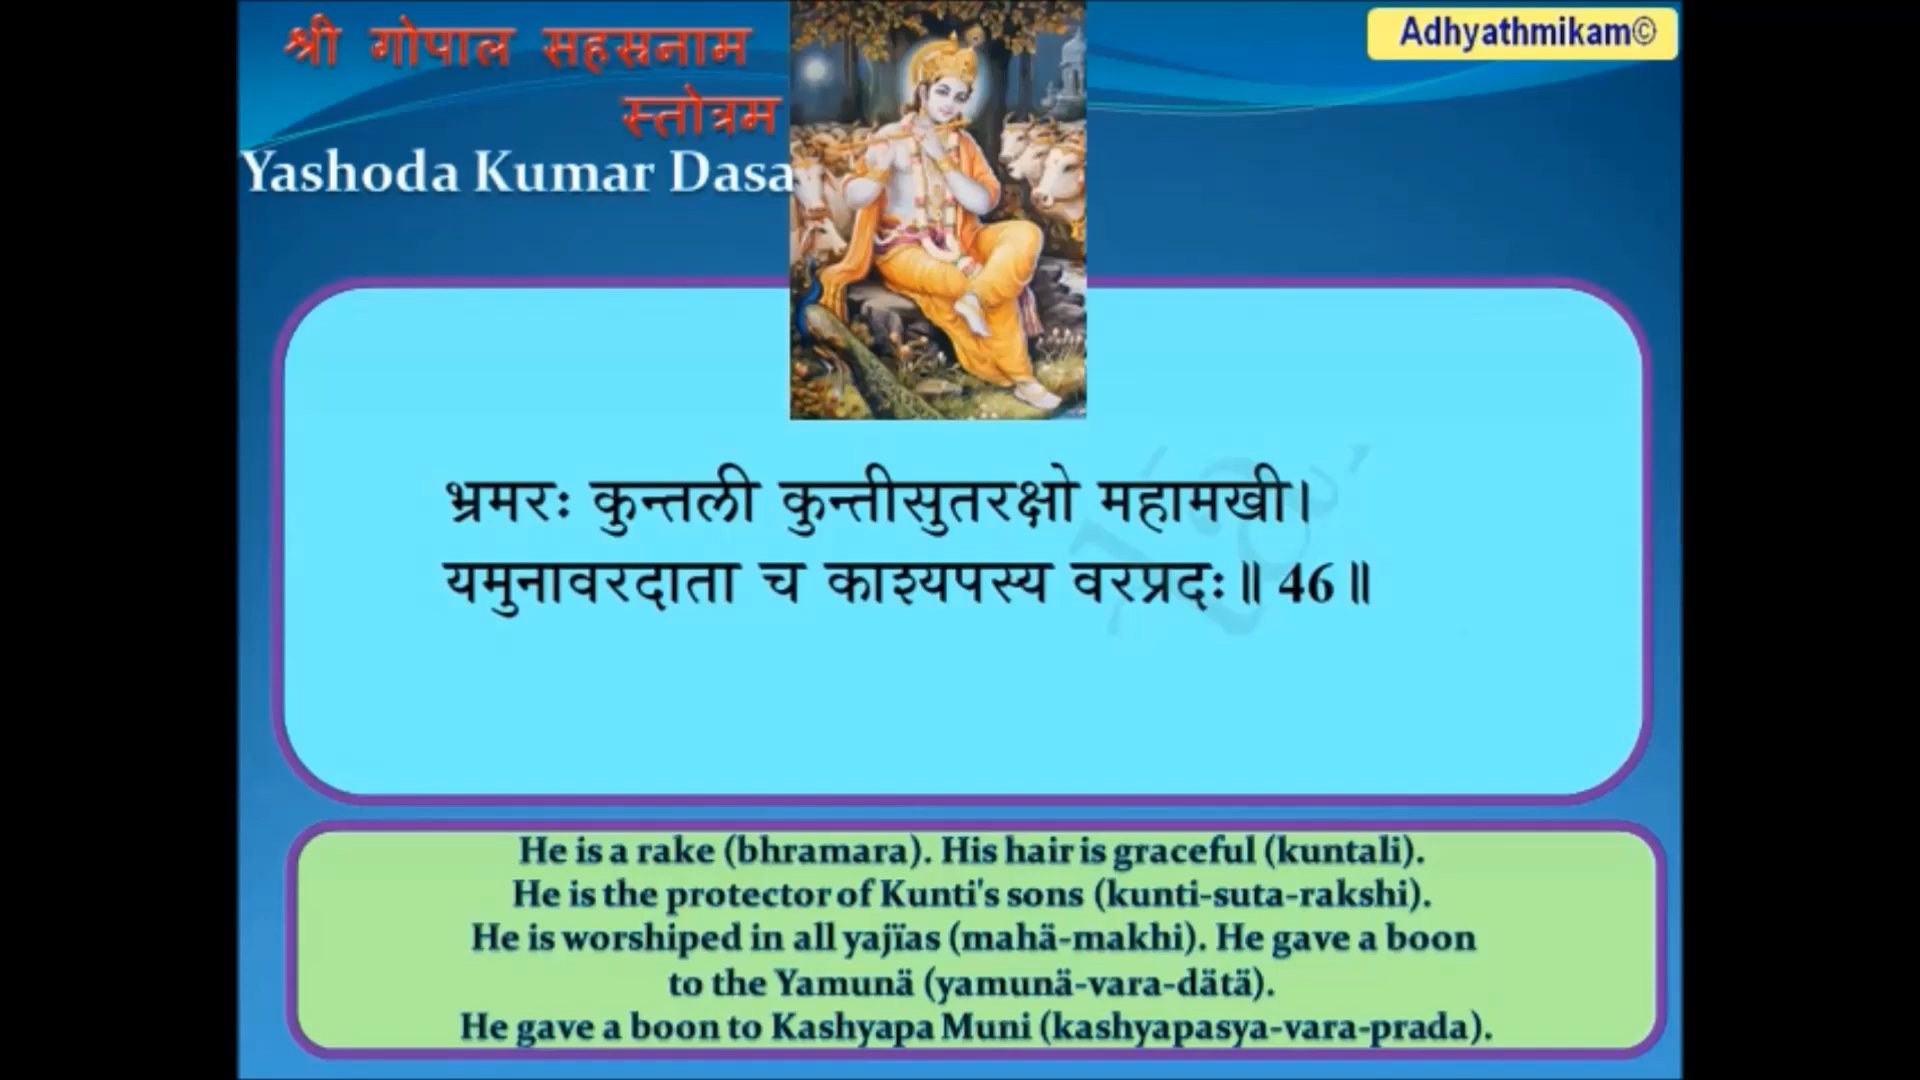 श्री गोपाल सहस्रनाम
स्तोत्रम
Yashoda Kumar Dasa
Adhyathmikam©
भ्रमरः कुन्तली कुन्तीसुतरक्षो महामखी।
यमुनावरदाता च काश्यपस्य वरप्रदः॥ 46॥
He is a rake (bhramara). His hair is graceful (kuntali).
He is the protector of Kunti's sons (kunti-suta-rakshi).
He is worshiped in all yajïas (mahä-makhi). He gave a boon
to the Yamunä (yamunä-vara-dätä).
He gave a boon to Kashyapa Muni (kashyapasya-vara-prada).